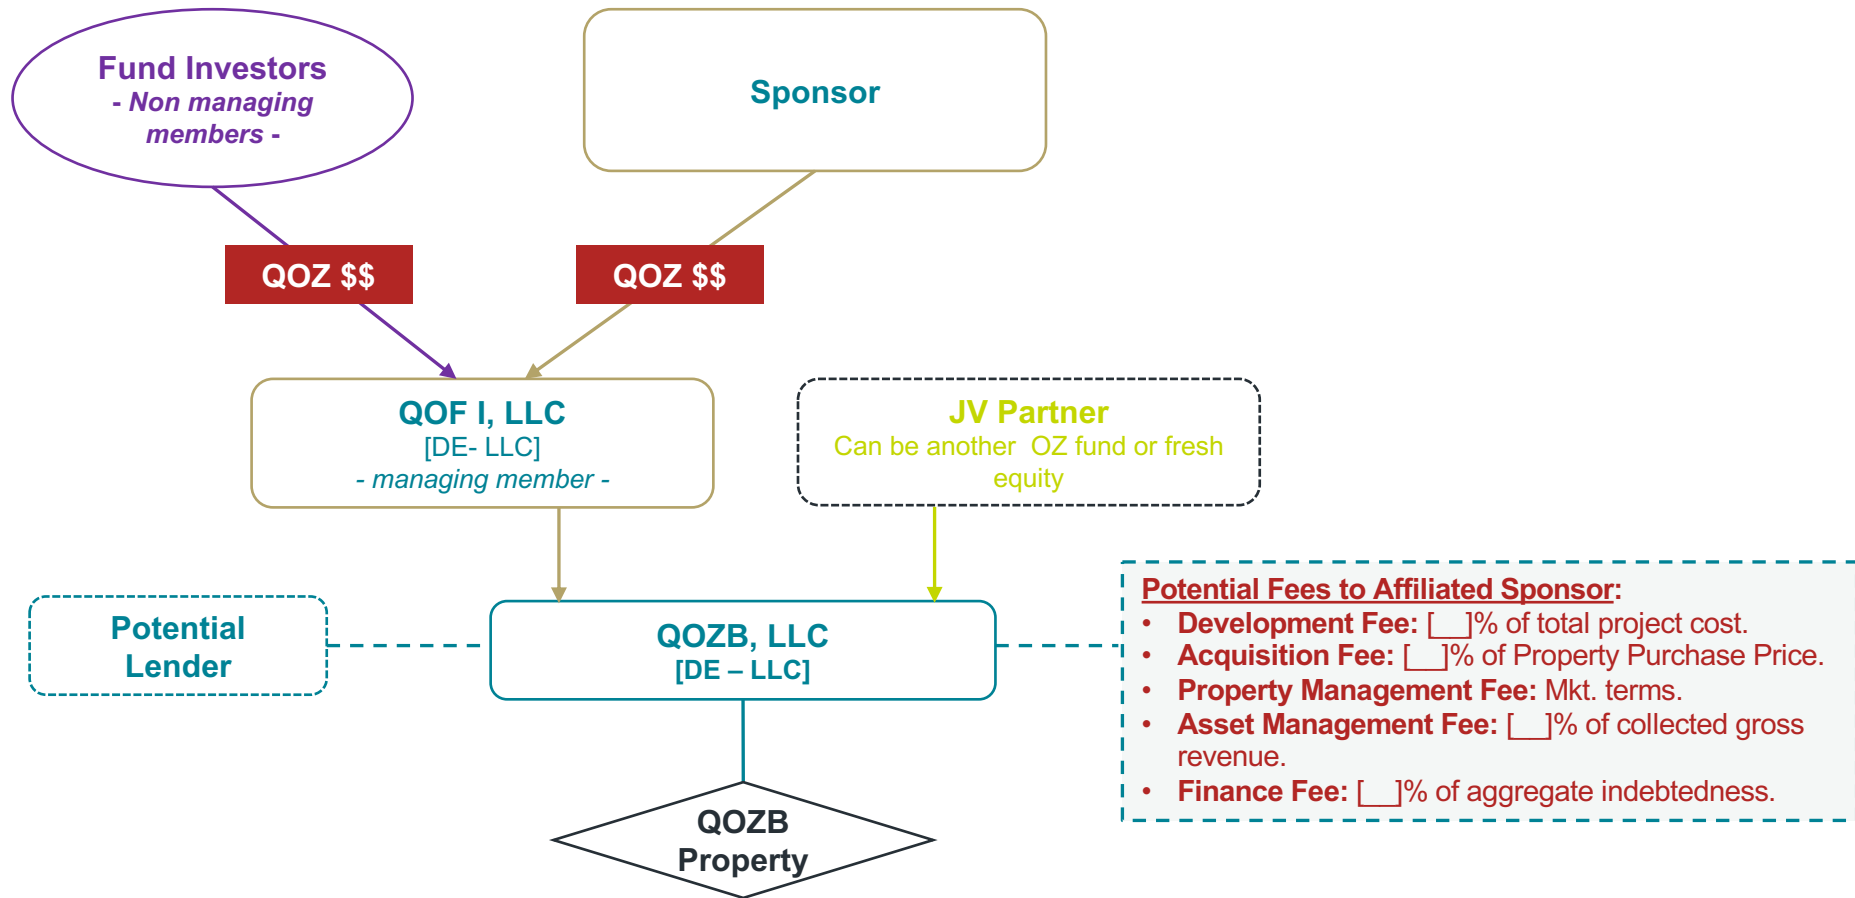 Fund Investors
- Non managing
members -
Sponsor
QOZ $$
QOZ $$
QOF I, LLC
[DE- LLC]
- managing member -
JV Partner
Can be another  OZ fund or fresh
equity
Potential
Lender
QOZB, LLC
[DE – LLC]
Potential Fees to Affiliated Sponsor:
• Development Fee: [__]% of total project cost.
• Acquisition Fee: [__]% of Property Purchase Price.
• Property Management Fee: Mkt. terms.
• Asset Management Fee: [__]% of collected gross
revenue.
• Finance Fee: [__]% of aggregate indebtedness.
QOZB
Property